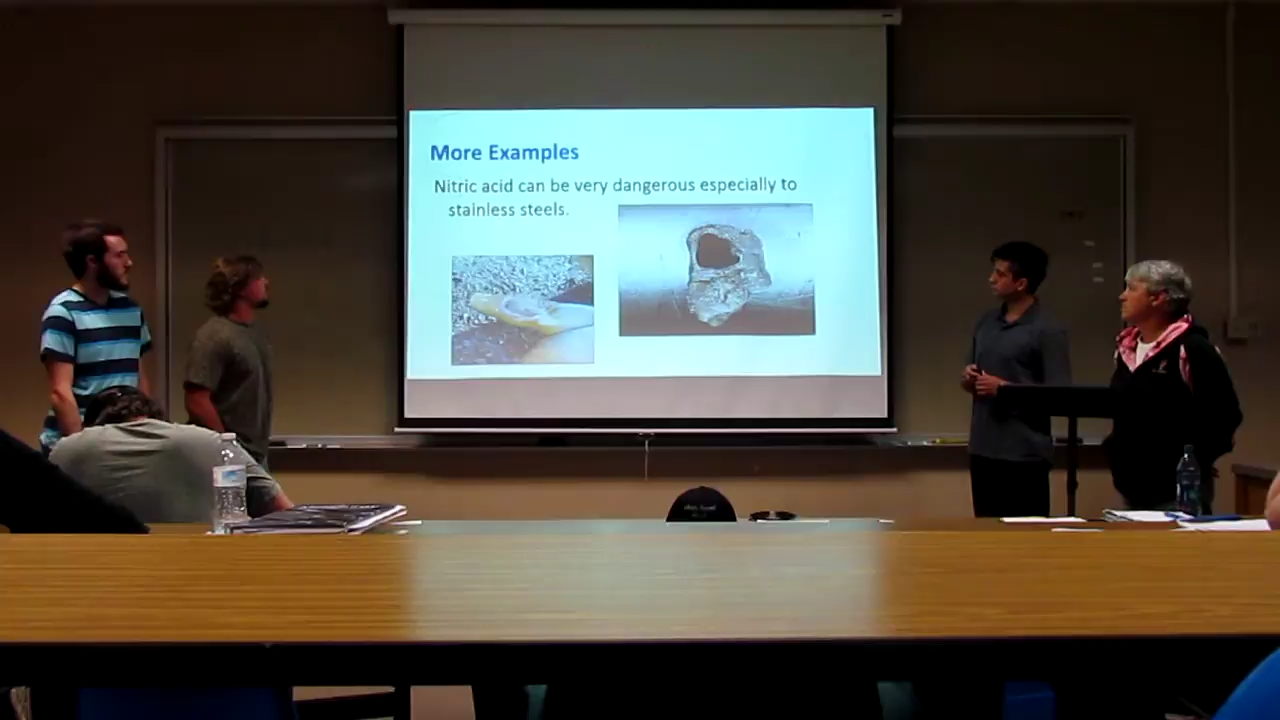 More Examples
Nitric acid can be very dangerous especially to
stainless steels.